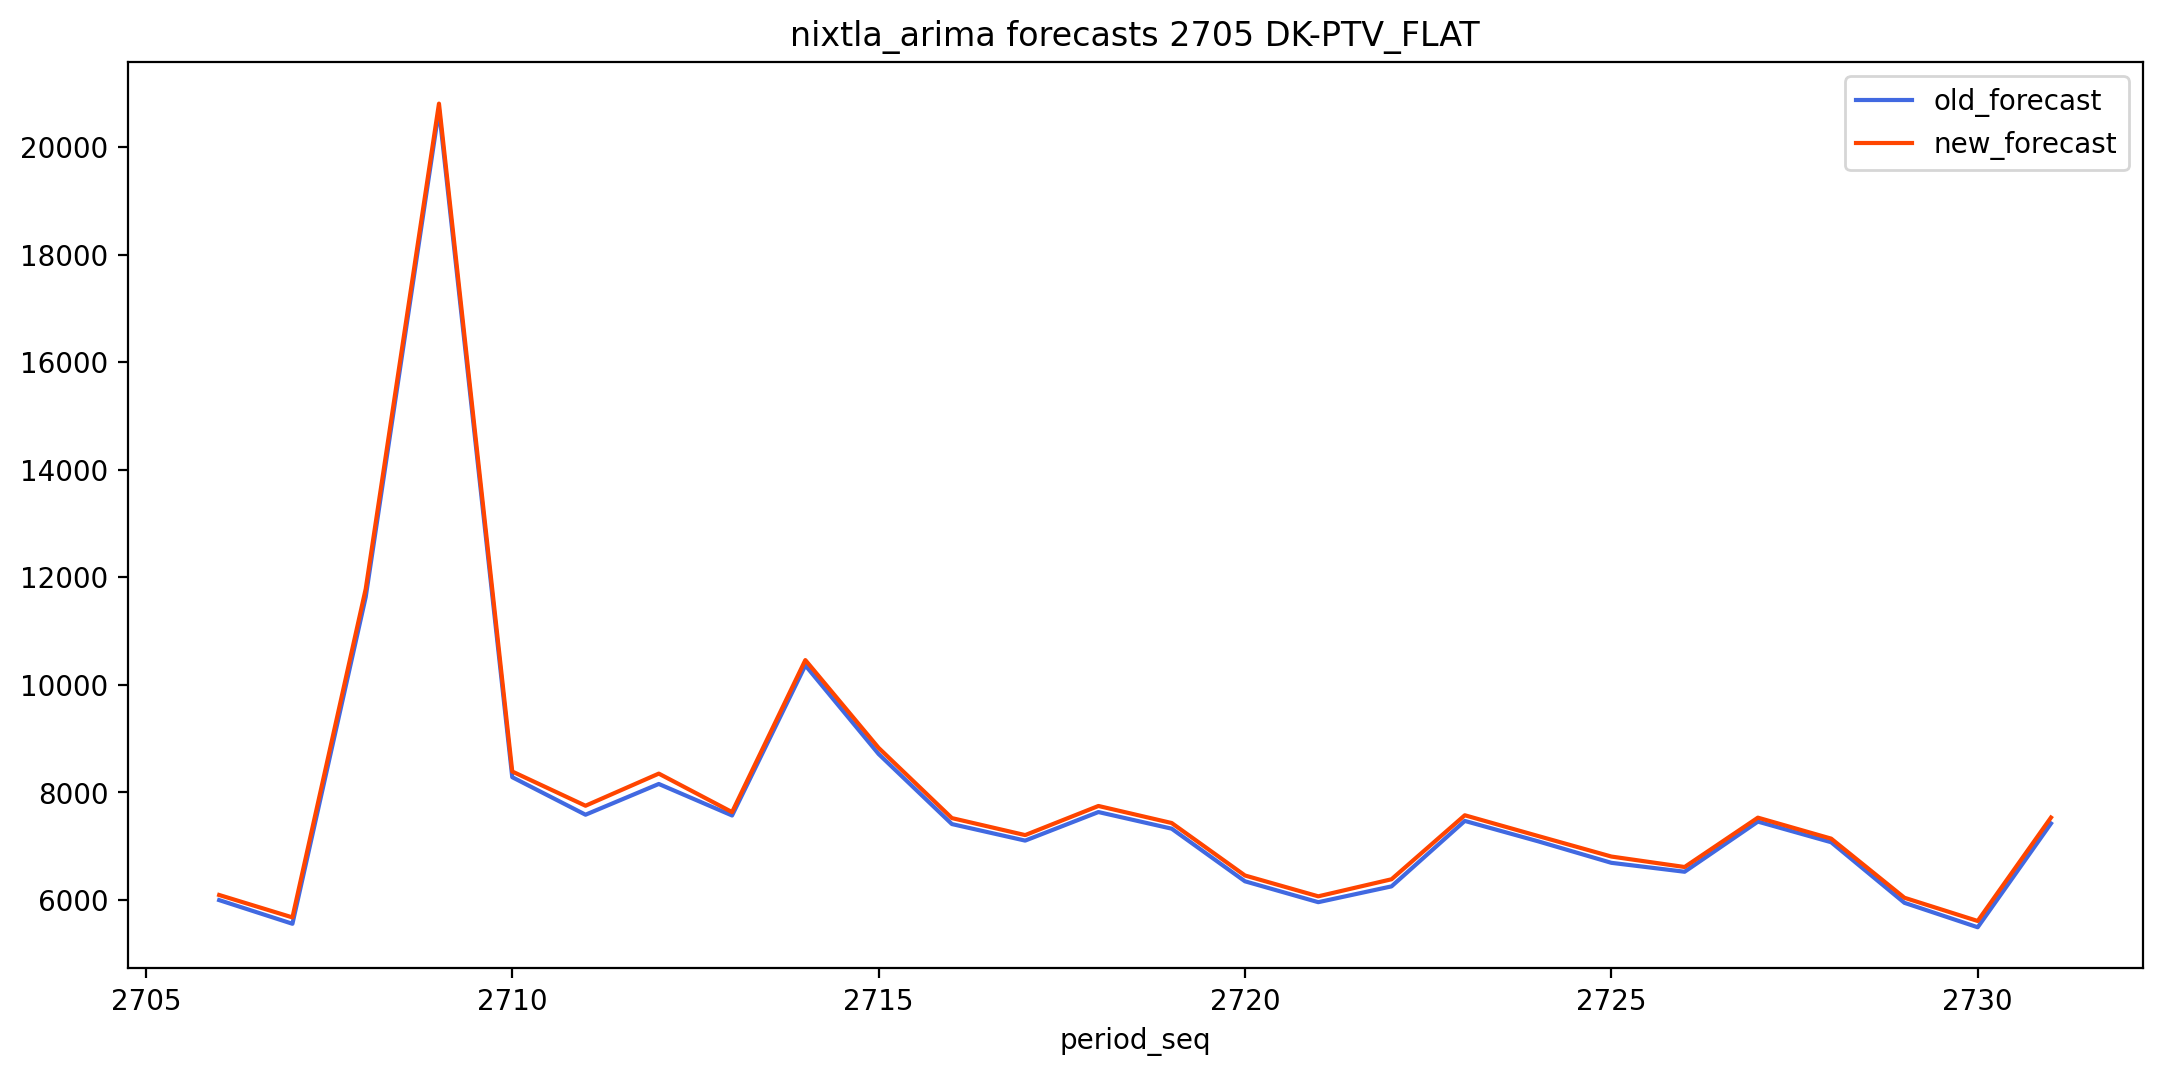 nixtla_arima forecasts 2705 DK-PTV_FLAT
old_forecast
new_forecast
20000
18000
16000
14000
12000
10000
8000
6000
2705 2710 2715 2720 2725 2730
period_seq